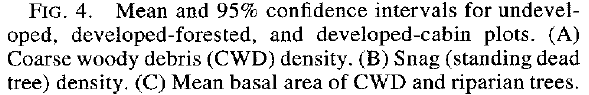 FIG. 4. Mean and 95% confidence intervals for undevel-
oped, developed-forested, and developed-cabin plots. (A)
Coarse woody debris (CWD) density. (B) Snag (standing dead
tree) density. (C) Mean basal area of CWD and riparian trees.